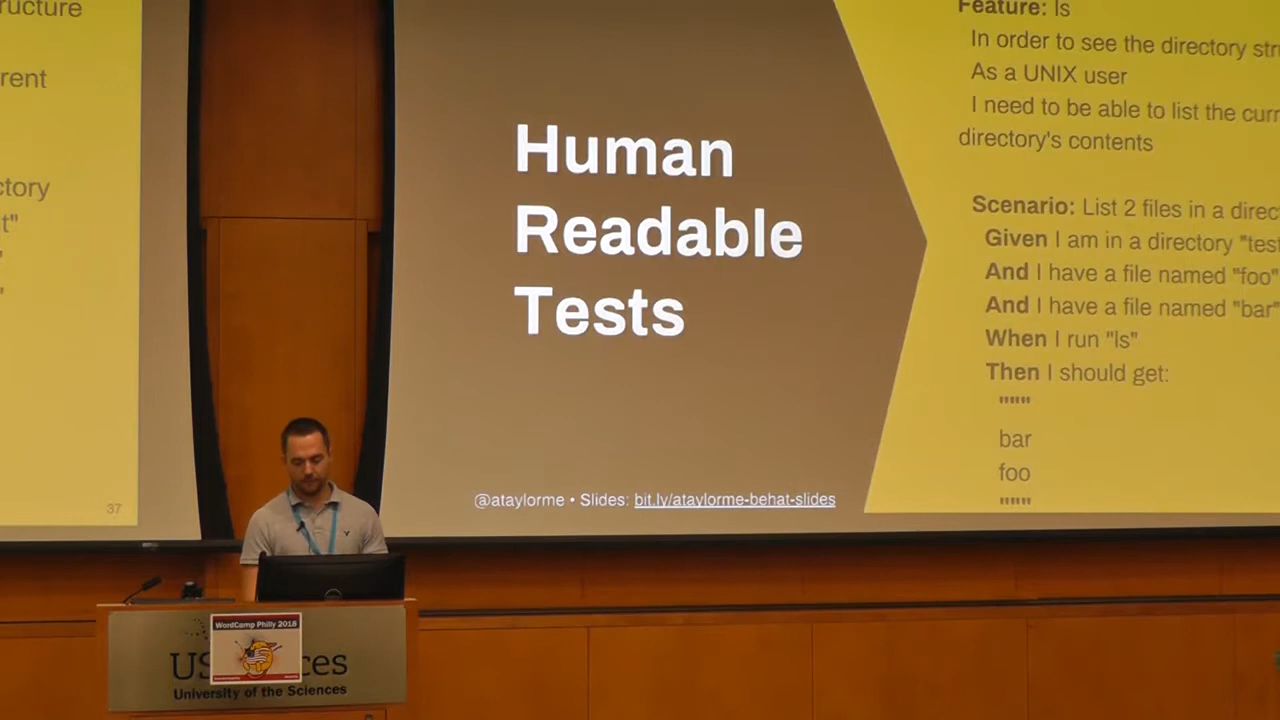 ructure
rent
ctory
t"
"
"
37
Human
Readable
Tests
@ataylorme • Slides: bit.ly/ataylorme-behat-slides
Feature: ls
In order to see the directory str
As a UNIX user
I need to be able to list the curr
directory's contents
Scenario: List 2 files in a direc
Given I am in a directory "test
And I have a file named "foo"
And I have a file named "bar"
When I run "ls"
Then I should get:
"""
bar
foo
"""
WordCamp Philly 2018
US
ces
University of the Sciences